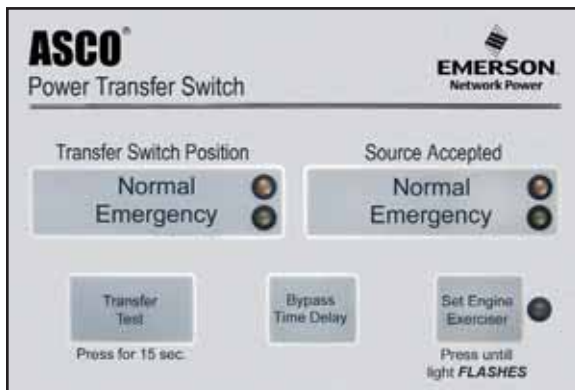 ASCO®
Power Transfer Switch
EMERSON
Network Power
Transfer Switch Position
Source Accepted
Normal
Emergency
Normal
Emergency
Transfer
Test
Bypass
Time Delay
Set Engine
Exerciser
Press for 15 sec.
Press untill
light FLASHES